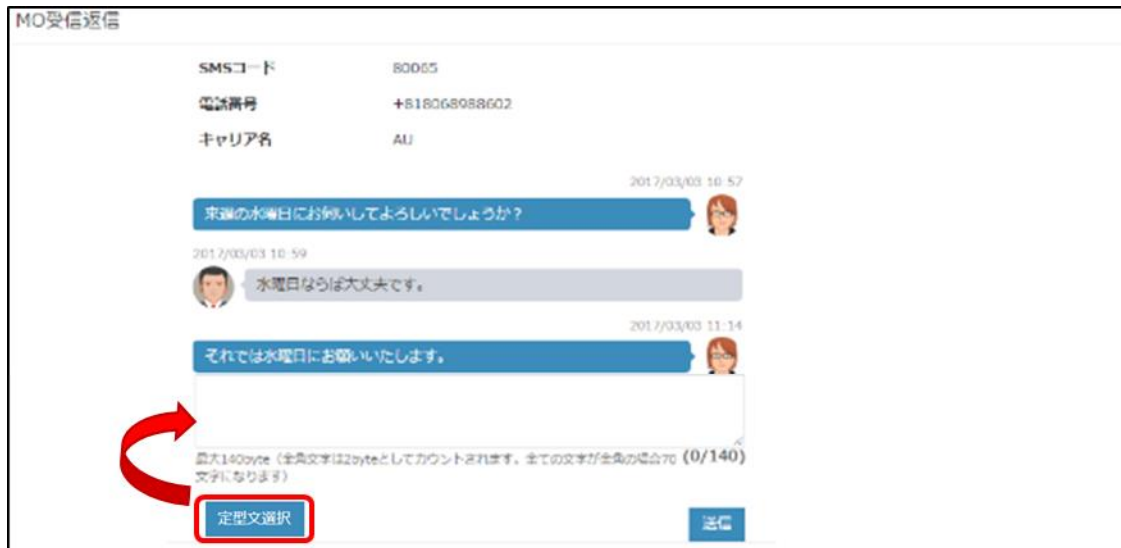 MO受信返信
SMSコード 80065
電話番号 +818068988602
キャリア名 AU
2017/03/03 10:57
来週の水曜日にお伺いしてよろしいでしょうか?
2017/03/03 10:59
水曜日ならば大丈夫です。
2017/03/03 11:14
それでは水曜日にお願いいたします。
最大140byte(全角文字は2byteとしてカウントされます。全ての文字が全角の場合70 (0/140)
文字になります)
定型文選択
送信